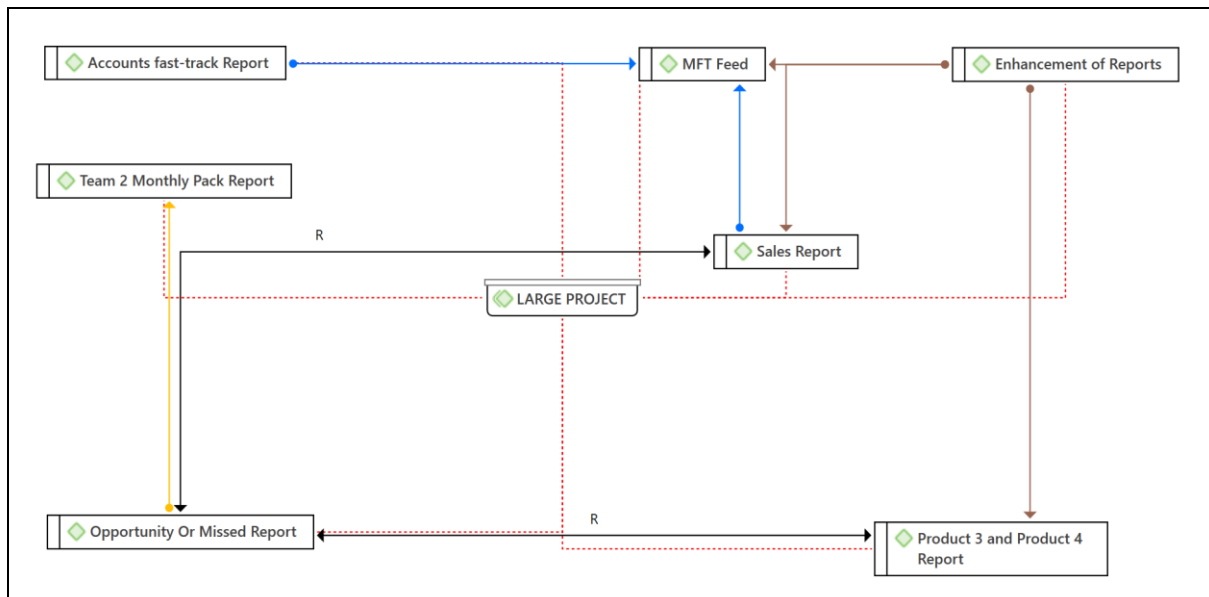 Accounts fast-track Report
MFT Feed
Enhancement of Reports
Team 2 Monthly Pack Report
R
Sales Report
LARGE PROJECT
Opportunity Or Missed Report
R
Product 3 and Product 4
Report